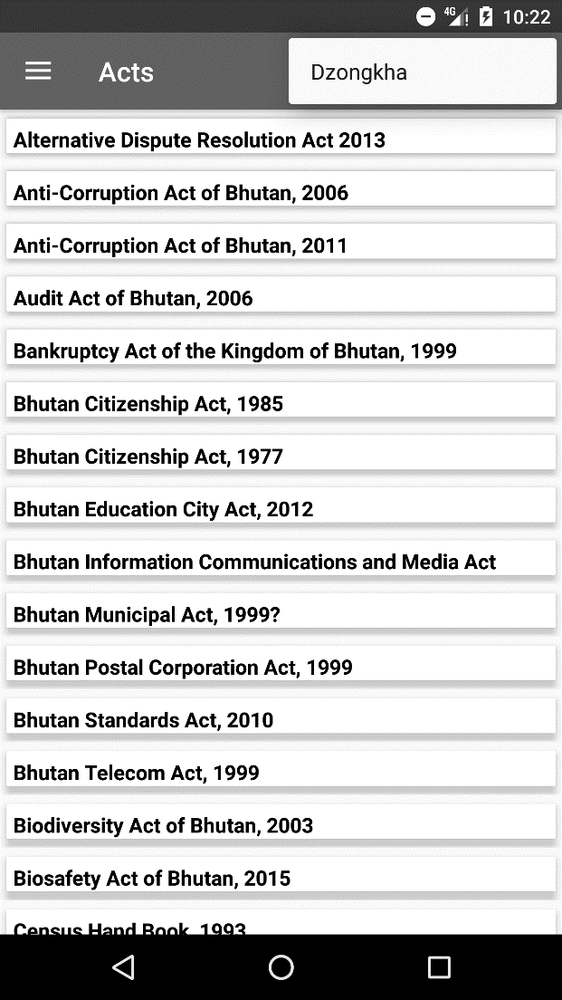 4G 10:22
Acts
Dzongkha
Alternative Dispute Resolution Act 2013
Anti-Corruption Act of Bhutan, 2006
Anti-Corruption Act of Bhutan, 2011
Audit Act of Bhutan, 2006
Bankruptcy Act of the Kingdom of Bhutan, 1999
Bhutan Citizenship Act, 1985
Bhutan Citizenship Act, 1977
Bhutan Education City Act, 2012
Bhutan Information Communications and Media Act
Bhutan Municipal Act, 1999?
Bhutan Postal Corporation Act, 1999
Bhutan Standards Act, 2010
Bhutan Telecom Act, 1999
Biodiversity Act of Bhutan, 2003
Biosafety Act of Bhutan, 2015
Census Hand Book, 1993